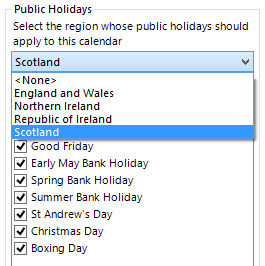 Public Holidays
Select the region whose public holidays should
apply to this calendar
Scotland
<None>
England and Wales
Northern Ireland
Republic of Ireland
Scotland
Good Friday
Early May Bank Holiday
Spring Bank Holiday
Summer Bank Holiday
St Andrew's Day
Christmas Day
Boxing Day